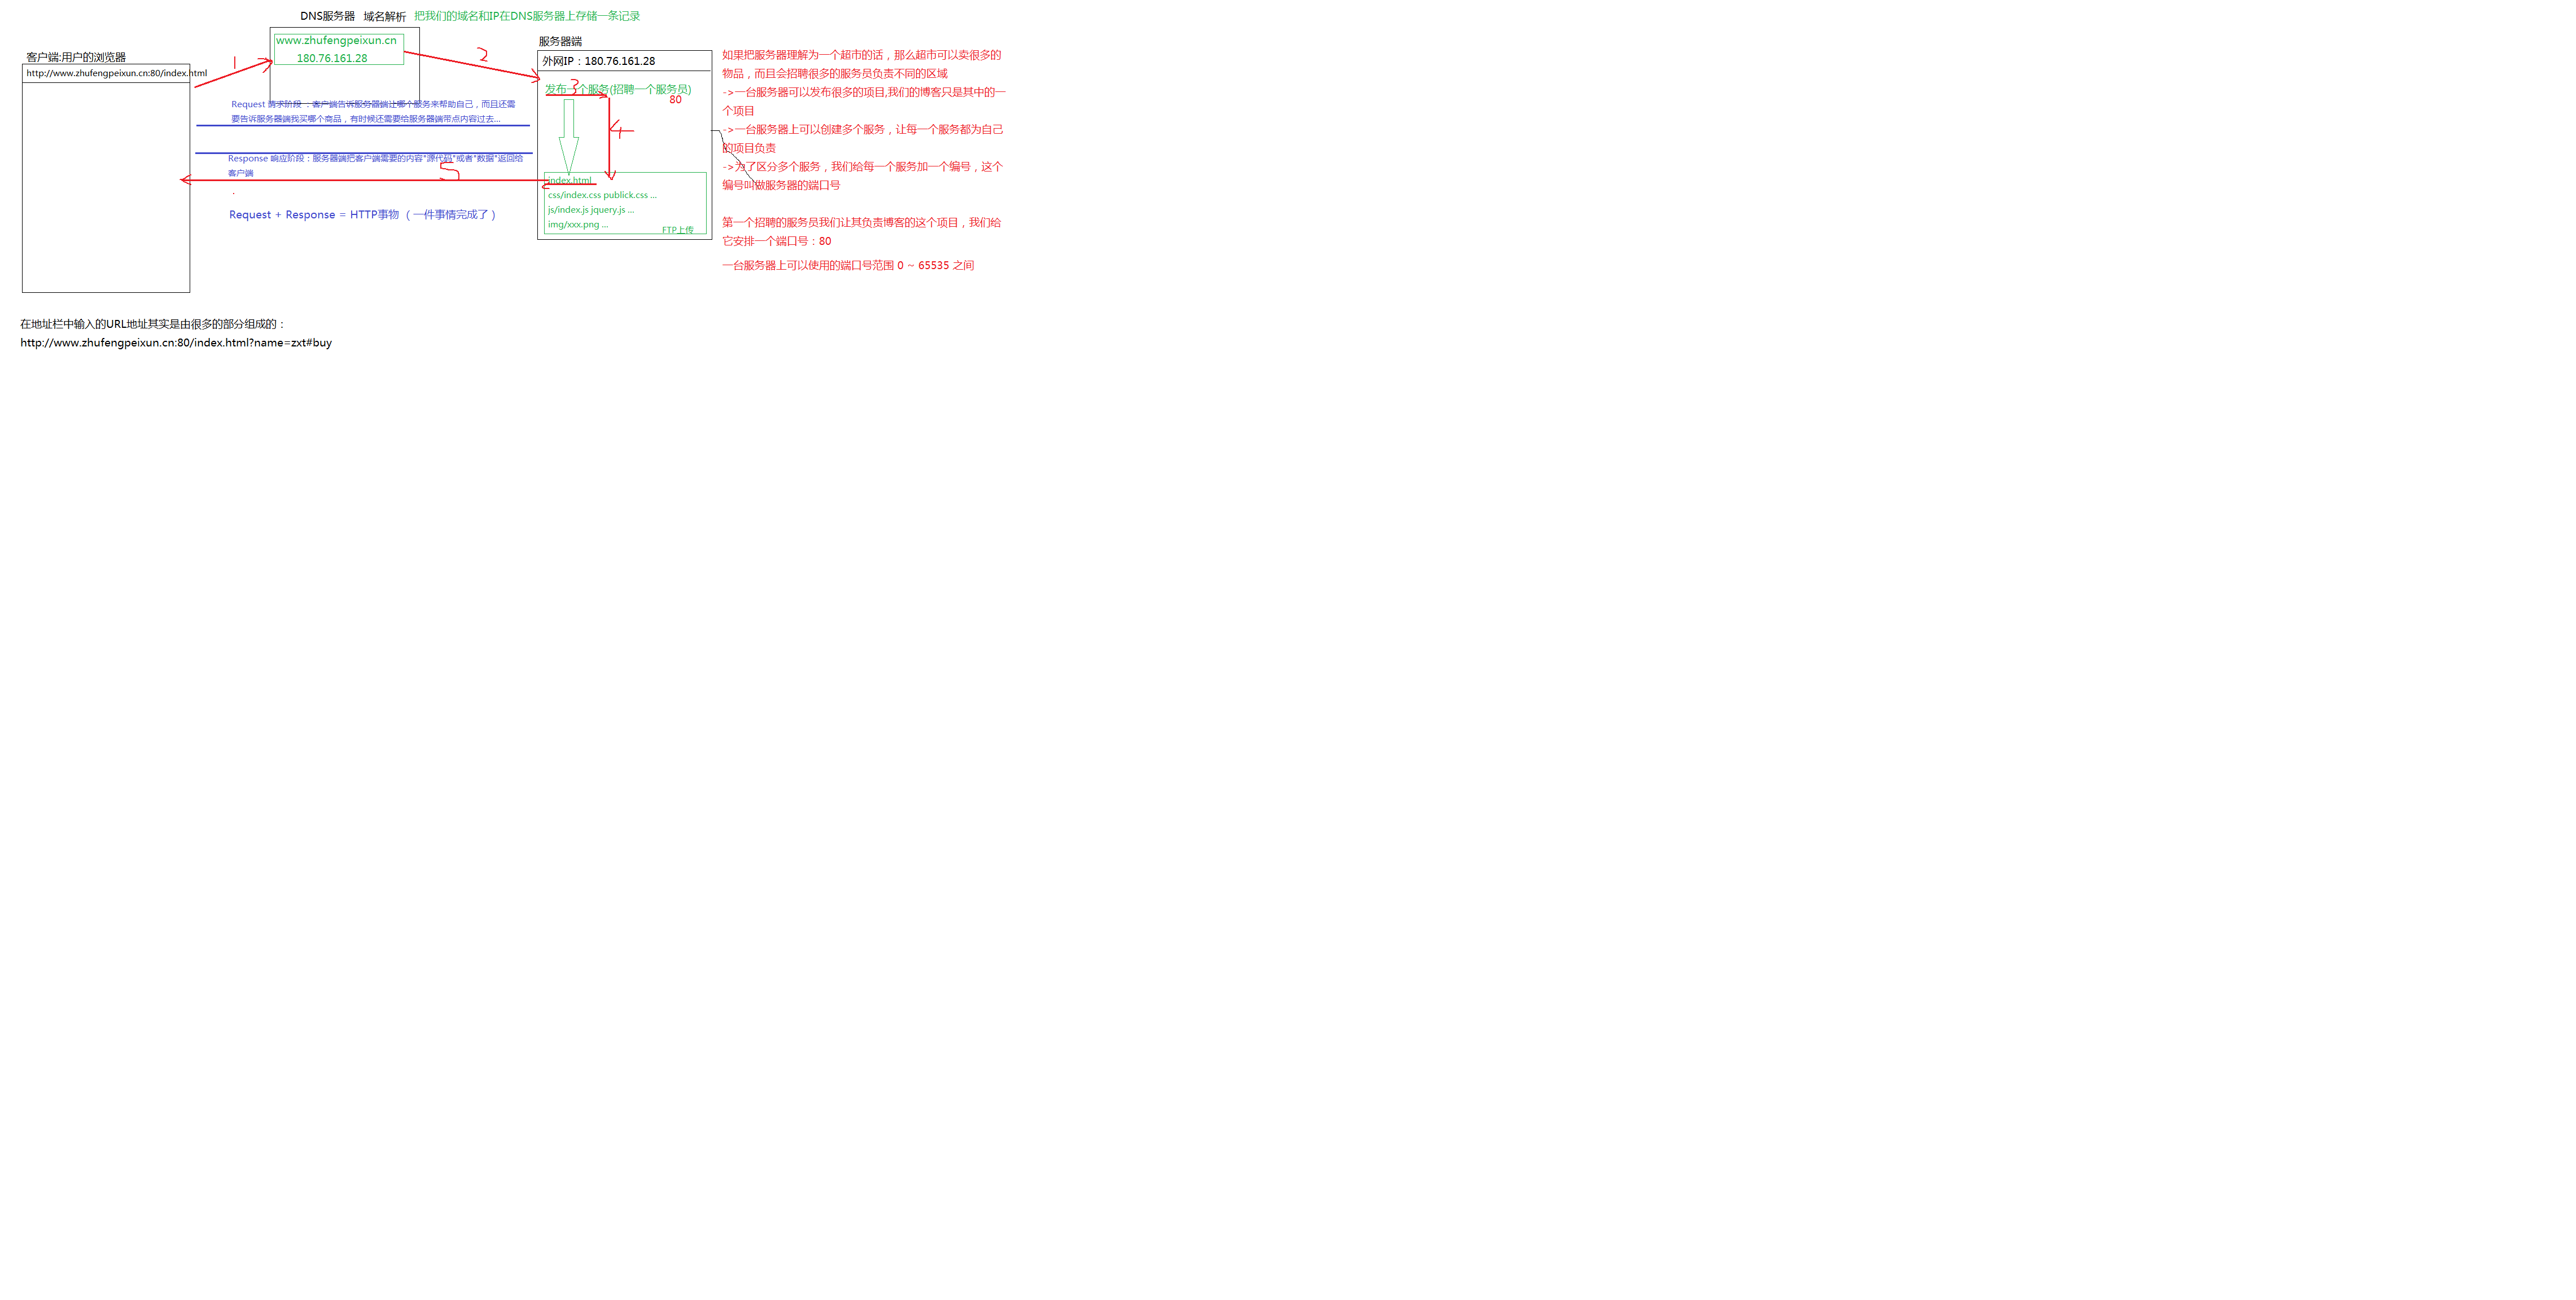 DNS服务器 域名解析 把我们的域名和IP在DNS服务器上存储一条记录
www.zhufengpeixun.cn
180.76.161.28
客户端:用户的浏览器
http://www.zhufengpeixun.cn:80/index.html
1
2
服务器端
外网IP：180.76.161.28
发布一个服务(招聘一个服务员)
80
3
4
Request 请求阶段 ：客户端告诉服务器端让哪个服务来帮助自己，而且还需
要告诉服务器端我买哪个商品，有时候还需要给服务器端带点内容过去...
Response 响应阶段：服务器端把客户端需要的内容"源代码"或者"数据"返回给
客户端
.
5
Request + Response = HTTP事物 （一件事情完成了）
index.html
css/index.css publick.css ...
js/index.js jquery.js ...
img/xxx.png ...
FTP上传
如果把服务器理解为一个超市的话，那么超市可以卖很多的
物品，而且会招聘很多的服务员负责不同的区域
->一台服务器可以发布很多的项目,我们的博客只是其中的一
个项目
->一台服务器上可以创建多个服务，让每一个服务都为自己
的项目负责
->为了区分多个服务，我们给每一个服务加一个编号，这个
编号叫做服务器的端口号
第一个招聘的服务员我们让其负责博客的这个项目，我们给
它安排一个端口号：80
一台服务器上可以使用的端口号范围 0 ~ 65535 之间
在地址栏中输入的URL地址其实是由很多的部分组成的：
http://www.zhufengpeixun.cn:80/index.html?name=zxt#buy